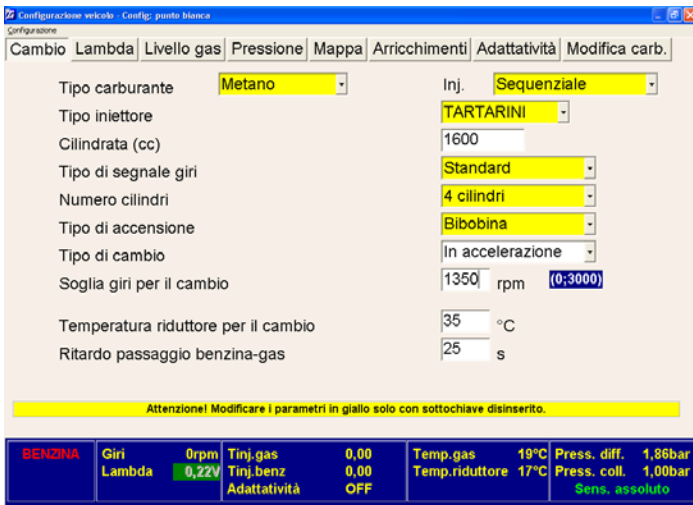 Configurazione veicolo - Config: punto bianca
Configurazione
Cambio Lambda Livello gas Pressione Mappa Arricchimenti Adattatività Modifica carb.
Tipo carburante Metano Inj. Sequenziale
Tipo iniettore TARTARINI
Cilindrata (cc) 1600
Tipo di segnale giri Standard
Numero cilindri 4 cilindri
Tipo di accensione Bibobina
Tipo di cambio In accelerazione
Soglia giri per il cambio 1350 rpm (0;3000)
Temperatura riduttore per il cambio 35 °C
Ritardo passaggio benzina-gas 25 s
Attenzione! Modificare i parametri in giallo solo con sottochiave disinserito.
BENZINA Giri 0rpm Tinj.gas 0,00 Temp.gas 19°C Press. diff. 1,86bar
Lambda 0,22V Tinj.benz 0,00 Temp.riduttore 17°C Press. coll. 1,00bar
Adattatività OFF Sens. assoluto